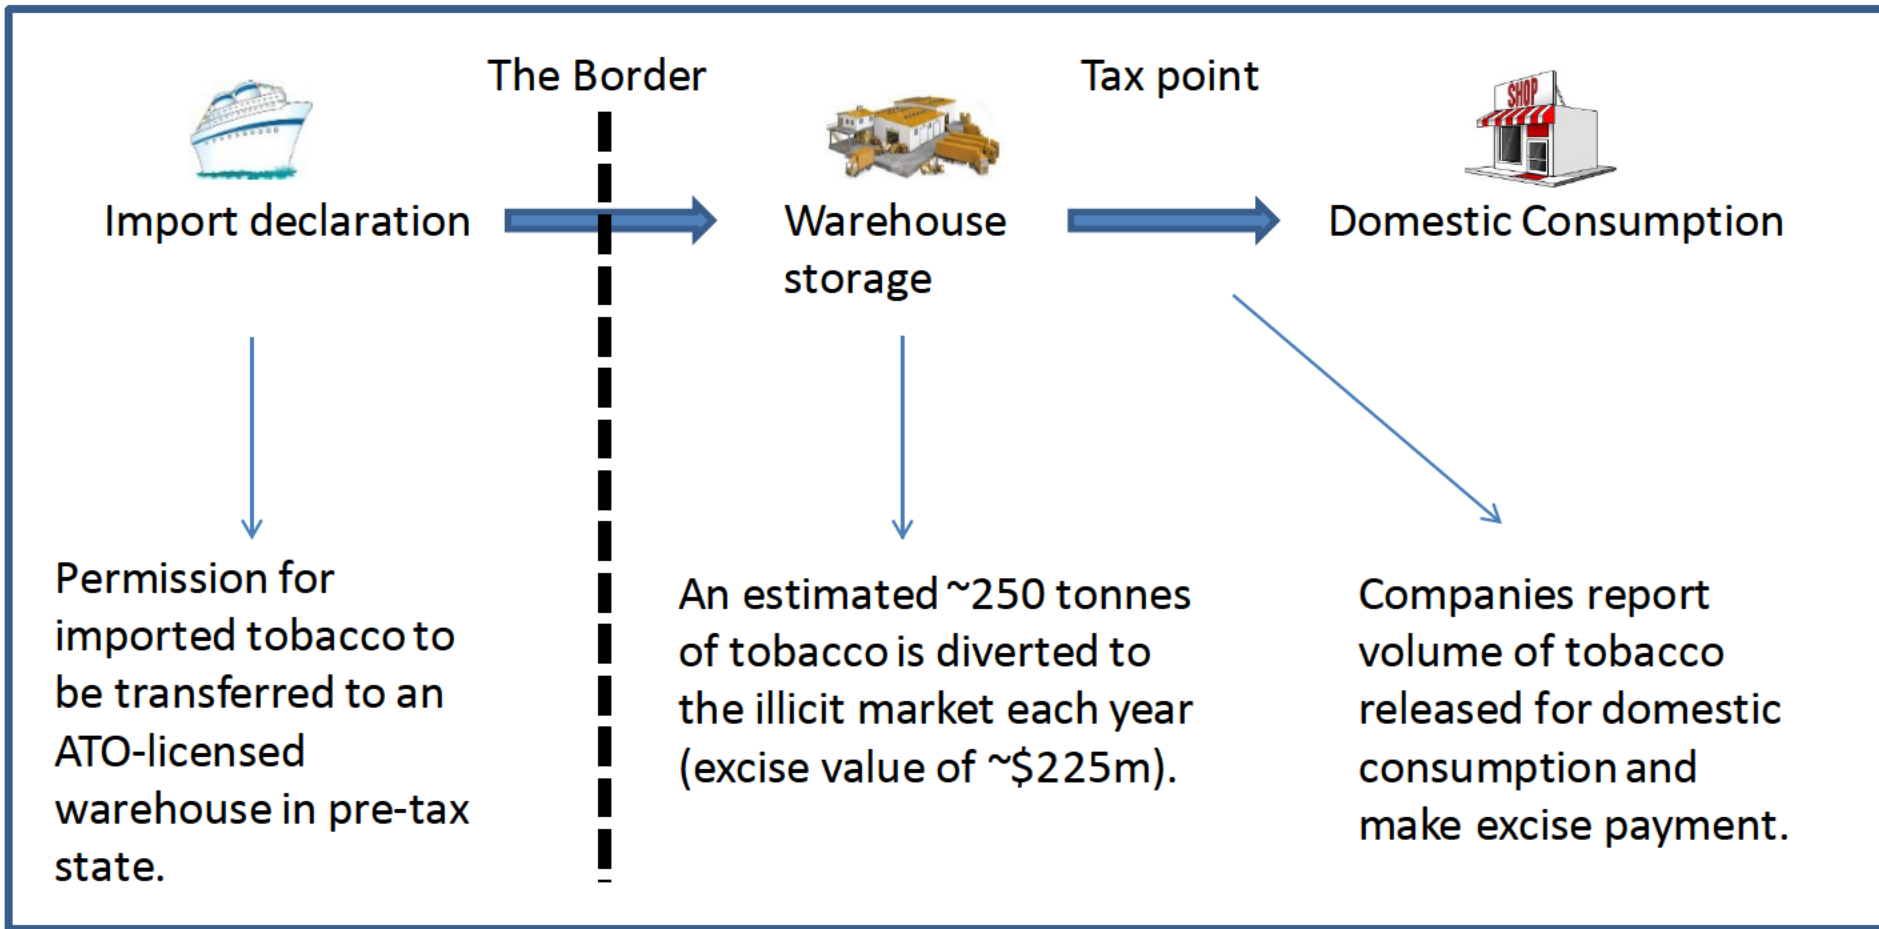 The Border
Tax point
SHOP
Import declaration
Warehouse
storage
Domestic Consumption
Permission for
imported tobacco to
be transferred to an
ATO-licensed
warehouse in pre-tax
state.
An estimated ~250 tonnes
of tobacco is diverted to
the illicit market each year
(excise value of ~$225m).
Companies report
volume of tobacco
released for domestic
consumption and
make excise payment.